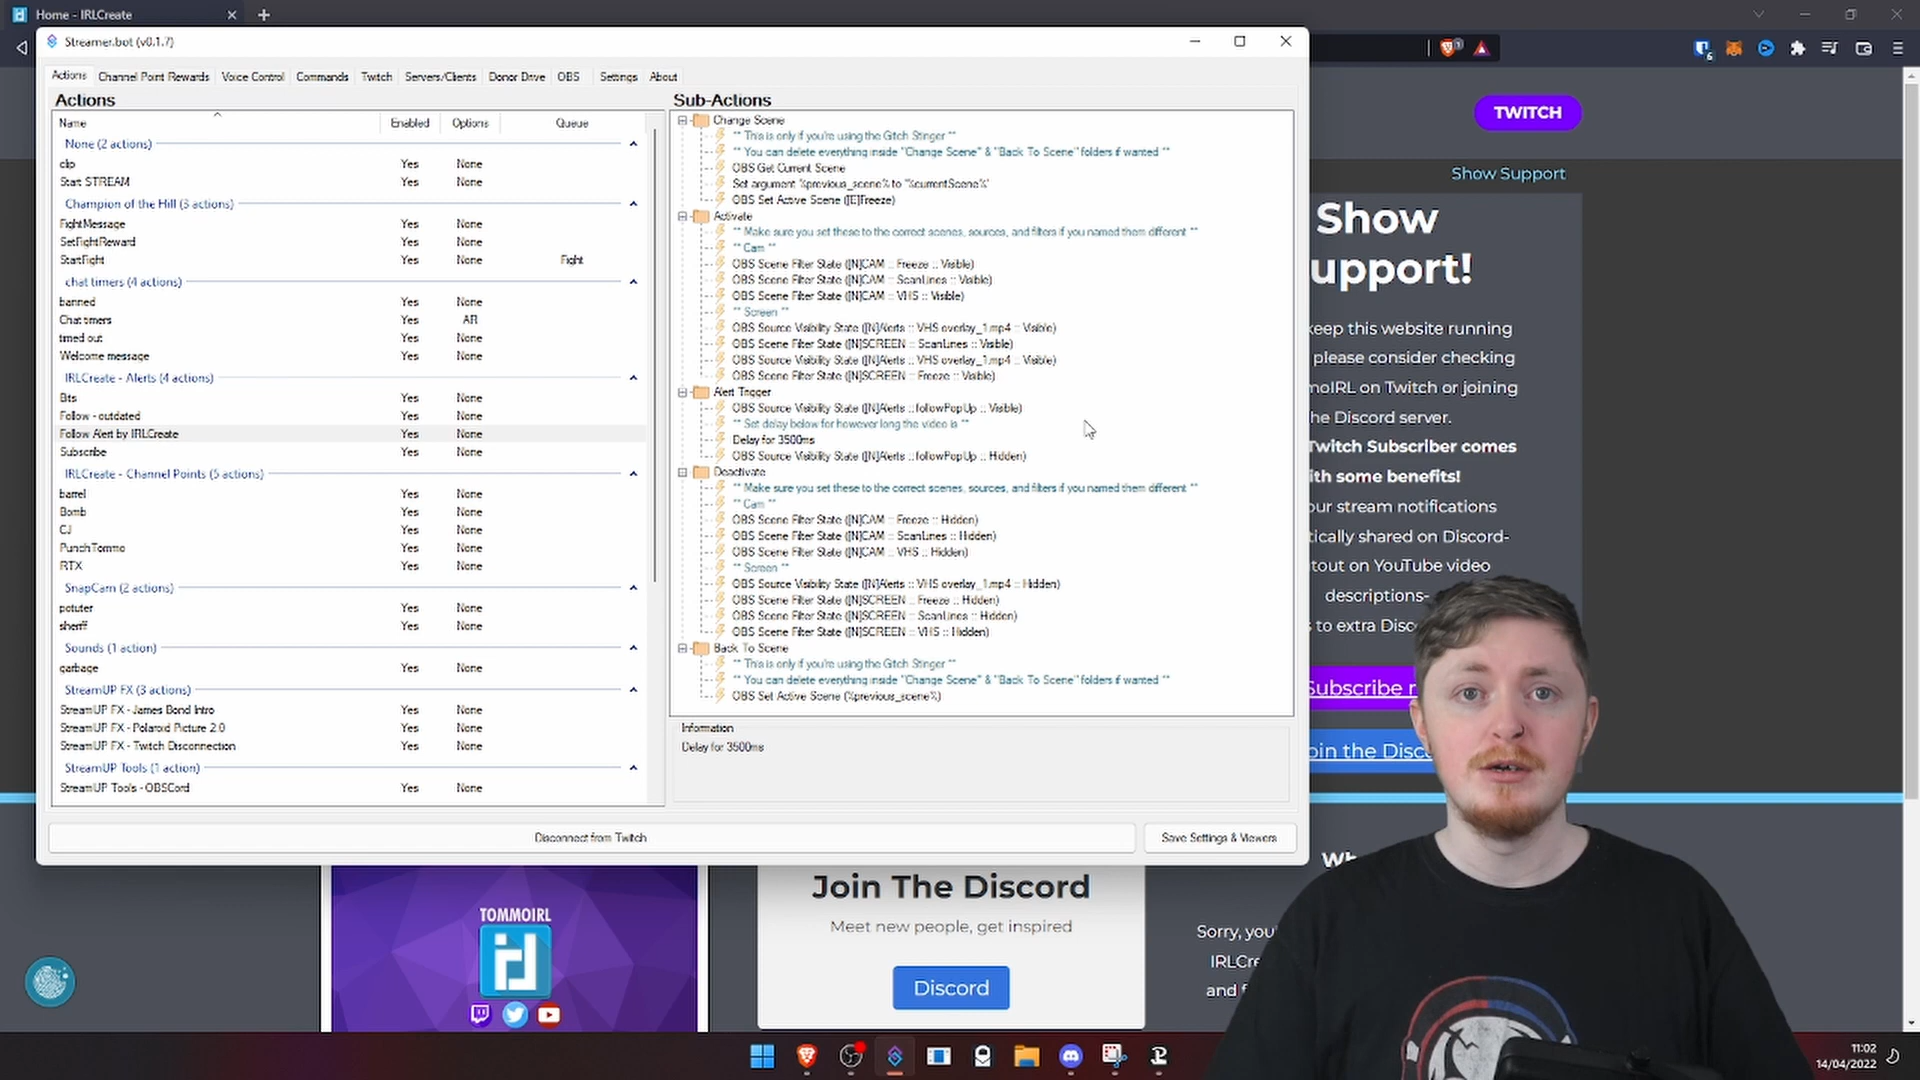 Home - IRLCreate
Streamer.bot (v0.1.7)
Actions Channel Point Rewards Voice Control Commands Twitch Servers/Clients Donor Drive OBS Settings About
Actions
Name Enabled Options Queue
None (2 actions)
clip Yes None
Start STREAM Yes None
Champion of the Hill (3 actions)
FightMessage Yes None
SetFightReward Yes None
StartFight Yes None Fight
chat timers (4 actions)
banned Yes None
Chat timers Yes AR
timed out Yes None
Welcome message Yes None
IRLCreate - Alerts (4 actions)
Bits Yes None
Follow - outdated Yes None
Follow Alert by IRLCreate Yes None
Subscribe Yes None
IRLCreate - Channel Points (5 actions)
barrel Yes None
Bomb Yes None
CJ Yes None
PunchTommo Yes None
RTX Yes None
SnapCam (2 actions)
potuter Yes None
sheriff Yes None
Sounds (1 action)
garbage Yes None
StreamUP FX (3 actions)
StreamUP FX - James Bond Intro Yes None
StreamUP FX - Polaroid Picture 2.0 Yes None
StreamUP FX - Twitch Disconnection Yes None
StreamUP Tools (1 action)
StreamUP Tools - OBSCord Yes None
Sub-Actions
Change Scene
** This is only if you're using the Glitch Stinger **
** You can delete everything inside "Change Scene" & "Back To Scene" folders if wanted **
OBS Get Current Scene
Set argument '%previous_scene% to "%currentScene%'
OBS Set Active Scene ([E]Freeze)
Activate
** Make sure you set these to the correct scenes, sources, and filters if you named them different **
** Cam **
OBS Scene Filter State ([N]CAM :: Freeze :: Visible)
OBS Scene Filter State ([N]CAM :: ScanLines :: Visible)
OBS Scene Filter State ([N]CAM :: VHS :: Visible)
** Screen **
OBS Source Visibility State ([N]Alerts :: VHS overlay_1.mp4 :: Visible)
OBS Scene Filter State ([N]SCREEN :: ScanLines :: Visible)
OBS Source Visibility State ([N]Alerts :: VHS overlay_1.mp4 :: Visible)
OBS Scene Filter State ([N]SCREEN :: Freeze :: Visible)
Alert Trigger
OBS Source Visibility State ([N]Alerts :: followPopUp :: Visible)
** Set delay below for however long the video is **
Delay for 3500ms
OBS Source Visibility State ([N]Alerts :: followPopUp :: Hidden)
Deactivate
** Make sure you set these to the correct scenes, sources, and filters if you named them different **
** Cam **
OBS Scene Filter State ([N]CAM :: Freeze :: Hidden)
OBS Scene Filter State ([N]CAM :: ScanLines :: Hidden)
OBS Scene Filter State ([N]CAM :: VHS :: Hidden)
** Screen **
OBS Source Visibility State ([N]Alerts :: VHS overlay_1.mp4 :: Hidden)
OBS Scene Filter State ([N]SCREEN :: Freeze :: Hidden)
OBS Scene Filter State ([N]SCREEN :: ScanLines :: Hidden)
OBS Scene Filter State ([N]SCREEN :: VHS :: Hidden)
Back To Scene
** This is only if you're using the Glitch Stinger **
** You can delete everything inside "Change Scene" & "Back To Scene" folders if wanted **
OBS Set Active Scene (%previous_scene%)
Information
Delay for 3500ms
Disconnect from Twitch
Save Settings & Viewers
TWITCH
Show Support
Show
upport!
keep this website running
please consider checking
moIRL on Twitch or joining
he Discord server.
Twitch Subscriber comes
ith some benefits!
our stream notifications
tically shared on Discord-
tout on YouTube video
descriptions-
s to extra Disc
Subscribe
oin the Disc
TOMMOIRL
Join The Discord
Meet new people, get inspired
Discord
Wh
Sorry, you
IRLCre
and f
11:02
14/04/2022